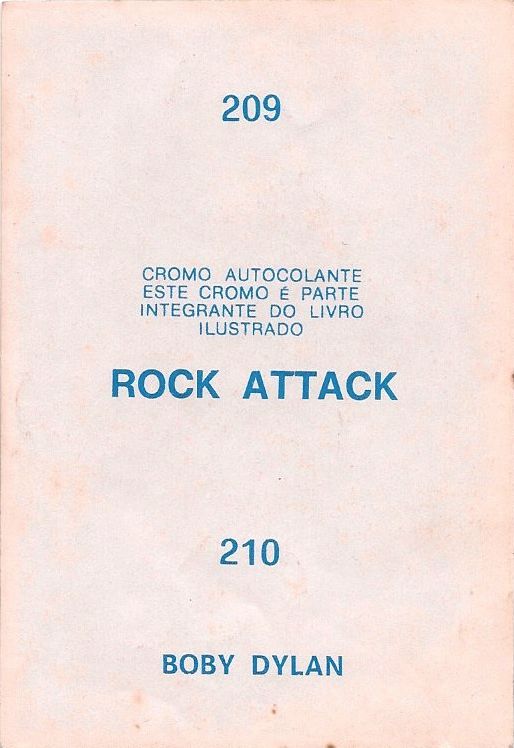 209
CROMO AUTOCOLANTE
ESTE CROMO É PARTE
INTEGRANTE DO LIVRO
ILUSTRADO
ROCK ATTACK
210
BOBY DYLAN